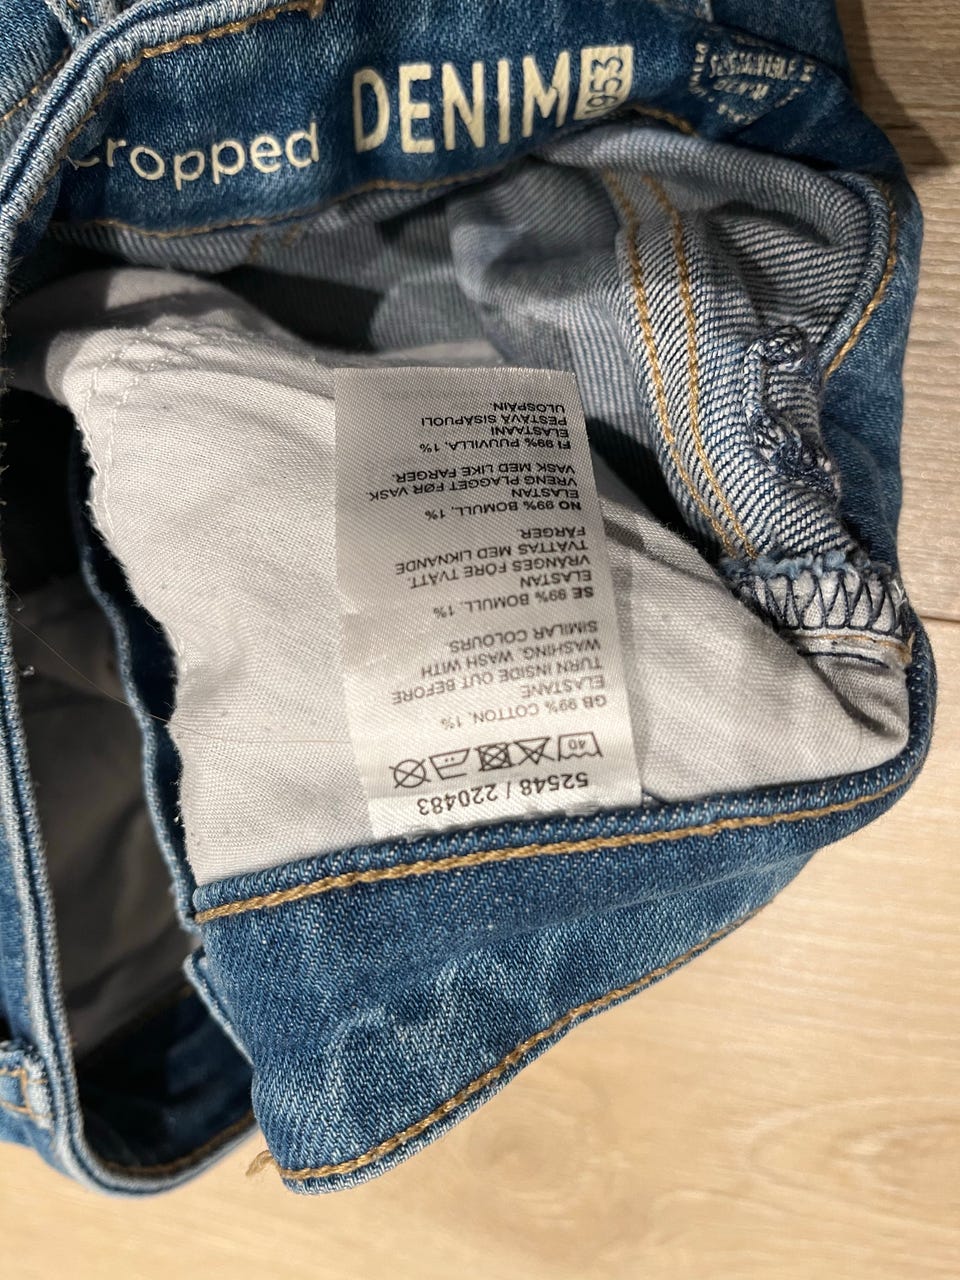 cropped DENIM 1953
52548 / 220483
40
GB 99% COTTON, 1%
ELASTANE
TURN INSIDE OUT BEFORE
WASHING. WASH WITH
SIMILAR COLOURS
SE 99% BOMULL, 1%
ELASTAN
VRÄNGES FÖRE TVÄTT.
TVÄTTAS MED LIKNANDE
FÄRGER.
NO 99% BOMULL, 1%
ELASTAN
VRENG PLAGGET FØR VASK
VASK MED LIKE FARGER.
FI 99% PUUVILLA, 1%
ELASTAANI
PESTÄVÄ SISÄPUOLI
ULOSPÄIN